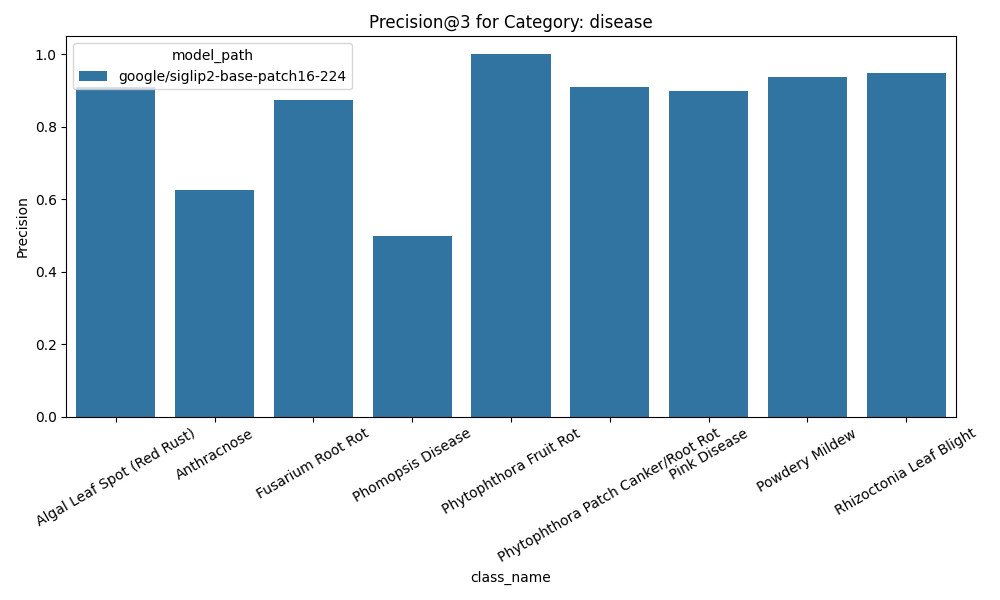 Precision@3 for Category: disease
model_path
google/siglip2-base-patch16-224
Precision
1.0
0.8
0.6
0.4
0.2
0.0
Algal Leaf Spot (Red Rust)
Anthracnose
Fusarium Root Rot
Phomopsis Disease
Phytophthora Fruit Rot
Phytophthora Patch Canker/Root Rot
Pink Disease
Powdery Mildew
Rhizoctonia Leaf Blight
class_name